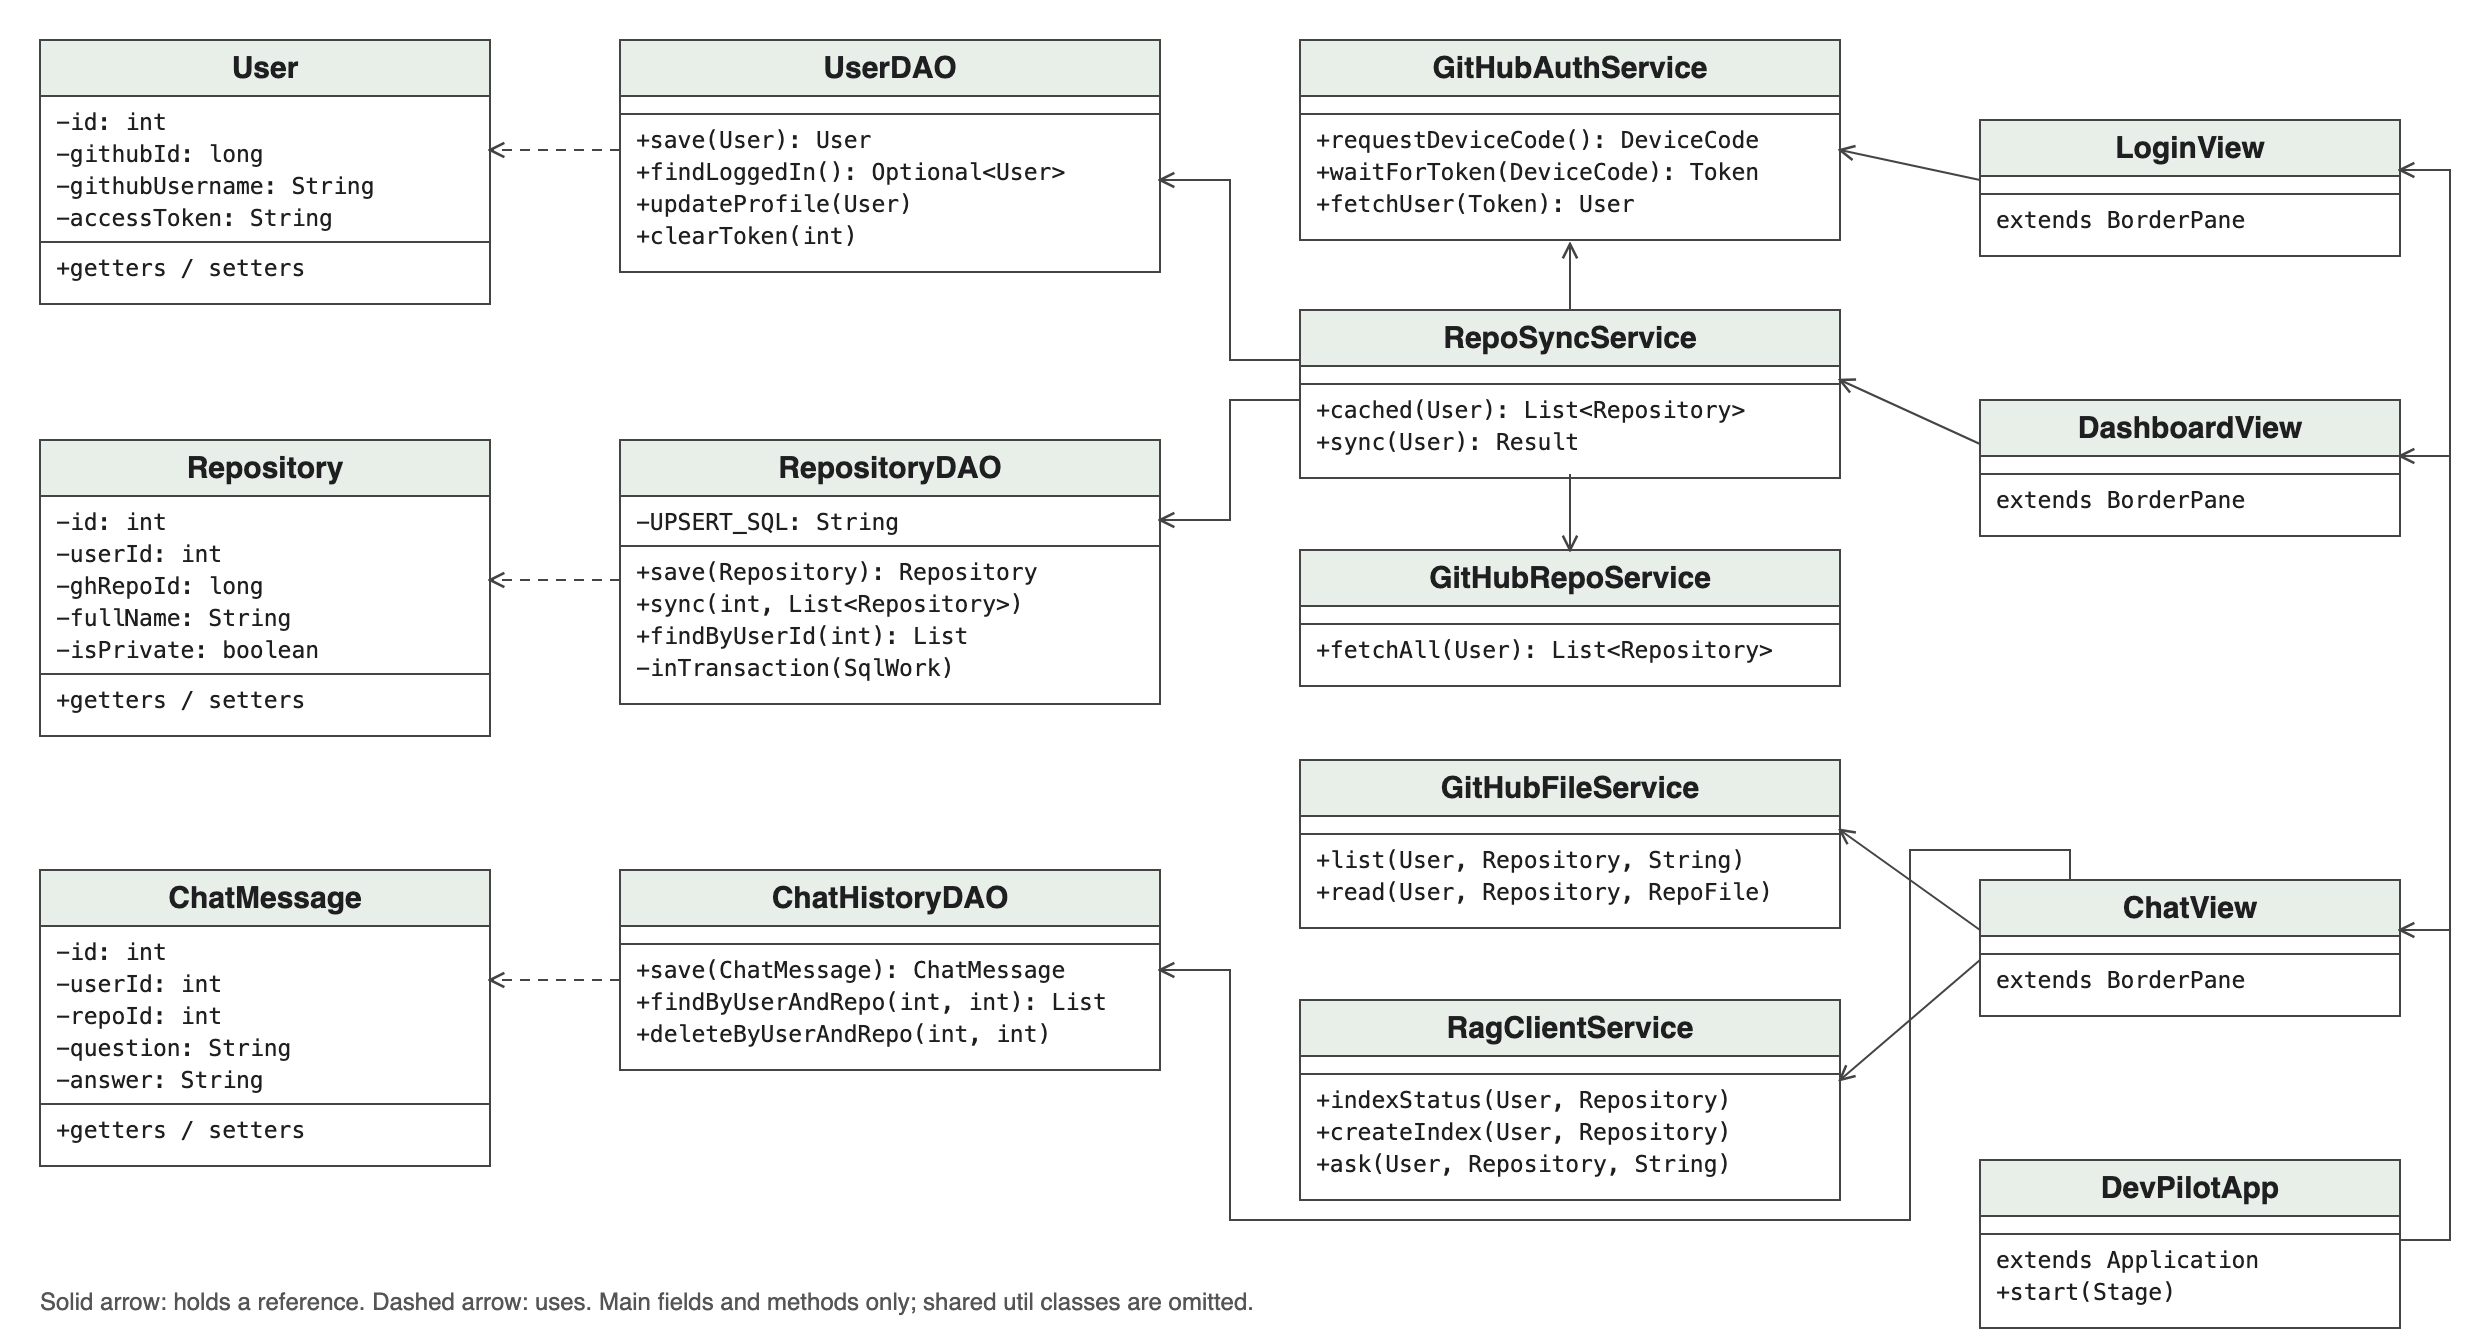 User
−id: int
−githubId: long
−githubUsername: String
−accessToken: String
+getters / setters
UserDAO
+save(User): User
+findLoggedIn(): Optional<User>
+updateProfile(User)
+clearToken(int)
GitHubAuthService
+requestDeviceCode(): DeviceCode
+waitForToken(DeviceCode): Token
+fetchUser(Token): User
LoginView
extends BorderPane
RepoSyncService
+cached(User): List<Repository>
+sync(User): Result
DashboardView
extends BorderPane
Repository
−id: int
−userId: int
−ghRepoId: long
−fullName: String
−isPrivate: boolean
+getters / setters
RepositoryDAO
−UPSERT_SQL: String
+save(Repository): Repository
+sync(int, List<Repository>)
+findByUserId(int): List
−inTransaction(SqlWork)
GitHubRepoService
+fetchAll(User): List<Repository>
GitHubFileService
+list(User, Repository, String)
+read(User, Repository, RepoFile)
ChatView
extends BorderPane
ChatMessage
−id: int
−userId: int
−repoId: int
−question: String
−answer: String
+getters / setters
ChatHistoryDAO
+save(ChatMessage): ChatMessage
+findByUserAndRepo(int, int): List
+deleteByUserAndRepo(int, int)
RagClientService
+indexStatus(User, Repository)
+createIndex(User, Repository)
+ask(User, Repository, String)
DevPilotApp
extends Application
+start(Stage)
Solid arrow: holds a reference. Dashed arrow: uses. Main fields and methods only; shared util classes are omitted.